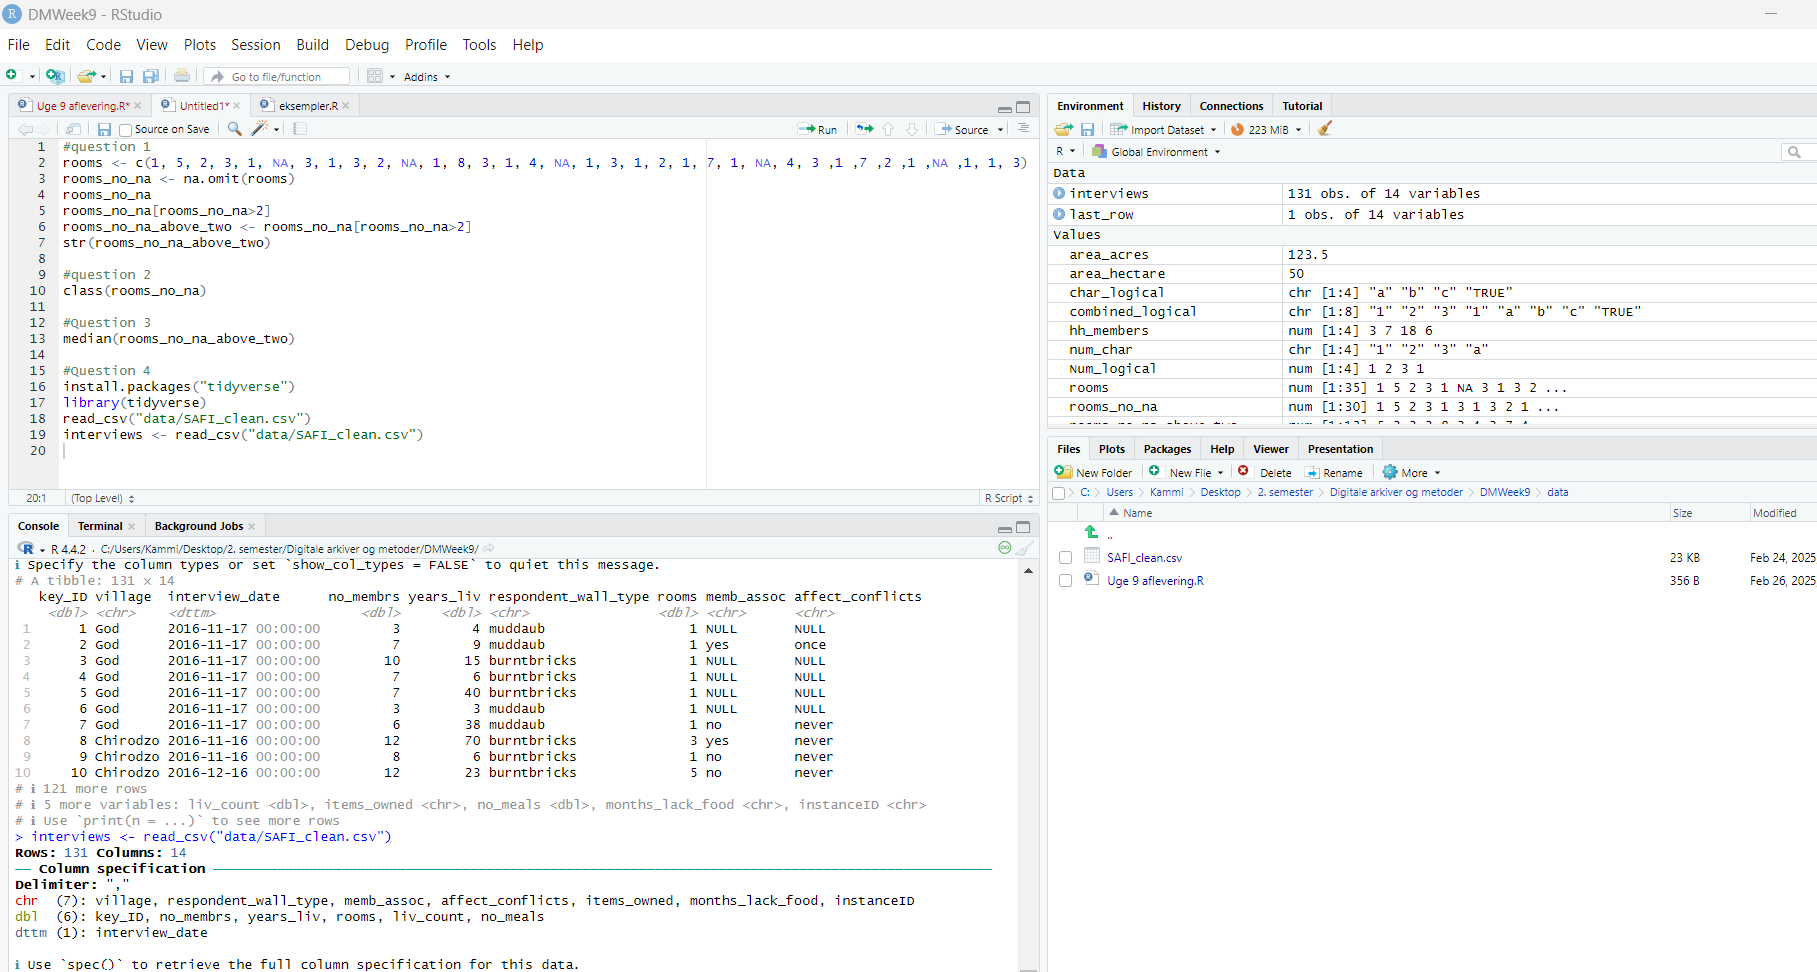 DMWeek9 - RStudio
File Edit Code View Plots Session Build Debug Profile Tools Help
Go to file/function Addins
Uge 9 aflevering.R* Untitled1* eksempler.R
Source on Save Run Source
1 #question 1
2 rooms <- c(1, 5, 2, 3, 1, NA, 3, 1, 3, 2, NA, 1, 8, 3, 1, 4, NA, 1, 3, 1, 2, 1, 7, 1, NA, 4, 3 ,1 ,7 ,2 ,1 ,NA ,1, 1, 3)
3 rooms_no_na <- na.omit(rooms)
4 rooms_no_na
5 rooms_no_na[rooms_no_na>2]
6 rooms_no_na_above_two <- rooms_no_na[rooms_no_na>2]
7 str(rooms_no_na_above_two)
8
9 #question 2
10 class(rooms_no_na)
11
12 #Question 3
13 median(rooms_no_na_above_two)
14
15 #Question 4
16 install.packages("tidyverse")
17 library(tidyverse)
18 read_csv("data/SAFI_clean.csv")
19 interviews <- read_csv("data/SAFI_clean.csv")
20
20:1 (Top Level) R Script
Console Terminal Background Jobs
R 4.4.2 · C:/Users/Kammi/Desktop/2. semester/Digitale arkiver og metoder/DMWeek9/
ℹ Specify the column types or set `show_col_types = FALSE` to quiet this message.
# A tibble: 131 × 14
key_ID village interview_date no_membrs years_liv respondent_wall_type rooms memb_assoc affect_conflicts
<dbl> <chr> <dttm> <dbl> <dbl> <chr> <dbl> <chr> <chr>
1 1 God 2016-11-17 00:00:00 3 4 muddaub 1 NULL NULL
2 2 God 2016-11-17 00:00:00 7 9 muddaub 1 yes once
3 3 God 2016-11-17 00:00:00 10 15 burntbricks 1 NULL NULL
4 4 God 2016-11-17 00:00:00 7 6 burntbricks 1 NULL NULL
5 5 God 2016-11-17 00:00:00 7 40 burntbricks 1 NULL NULL
6 6 God 2016-11-17 00:00:00 3 3 muddaub 1 NULL NULL
7 7 God 2016-11-17 00:00:00 6 38 muddaub 1 no never
8 8 Chirodzo 2016-11-16 00:00:00 12 70 burntbricks 3 yes never
9 9 Chirodzo 2016-11-16 00:00:00 8 6 burntbricks 1 no never
10 10 Chirodzo 2016-12-16 00:00:00 12 23 burntbricks 5 no never
# ℹ 121 more rows
# ℹ 5 more variables: liv_count <dbl>, items_owned <chr>, no_meals <dbl>, months_lack_food <chr>, instanceID <chr>
# ℹ Use `print(n = ...)` to see more rows
> interviews <- read_csv("data/SAFI_clean.csv")
Rows: 131 Columns: 14
── Column specification ──
Delimiter: ","
chr (7): village, respondent_wall_type, memb_assoc, affect_conflicts, items_owned, months_lack_food, instanceID
dbl (6): key_ID, no_membrs, years_liv, rooms, liv_count, no_meals
dttm (1): interview_date
ℹ Use `spec()` to retrieve the full column specification for this data.
Environment History Connections Tutorial
Import Dataset 223 MiB
R Global Environment
Data
interviews 131 obs. of 14 variables
last_row 1 obs. of 14 variables
Values
area_acres 123.5
area_hectare 50
char_logical chr [1:4] "a" "b" "c" "TRUE"
combined_logical chr [1:8] "1" "2" "3" "1" "a" "b" "c" "TRUE"
hh_members num [1:4] 3 7 18 6
num_char chr [1:4] "1" "2" "3" "a"
Num_logical num [1:4] 1 2 3 1
rooms num [1:35] 1 5 2 3 1 NA 3 1 3 2 ...
rooms_no_na num [1:30] 1 5 2 3 1 3 1 3 2 1 ...
Files Plots Packages Help Viewer Presentation
New Folder New File Delete Rename More
C: Users Kammi Desktop 2. semester Digitale arkiver og metoder DMWeek9 data
Name Size Modified
..
SAFI_clean.csv 23 KB Feb 24, 2025
Uge 9 aflevering.R 356 B Feb 26, 2025